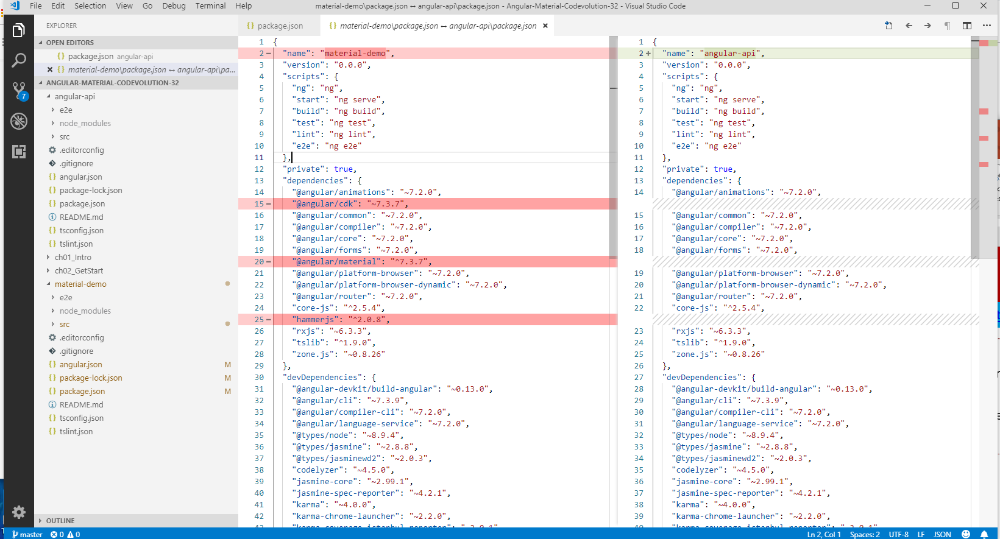 File Edit Selection View Go Debug Terminal Help
material-demo\package.json ↔ angular-api\package.json - Angular-Material-Codevolution-32 - Visual Studio Code
EXPLORER
OPEN EDITORS
{} package.json angular-api
× material-demo\package.json ↔ angular-api\pa...
ANGULAR-MATERIAL-CODEVOLUTION-32
angular-api
e2e
node_modules
src
.editorconfig
.gitignore
{} angular.json
{} package-lock.json
{} package.json
README.md
{} tsconfig.json
{} tslint.json
ch01_Intro
ch02_GetStart
material-demo
e2e
node_modules
src
.editorconfig
.gitignore
{} angular.json M
{} package-lock.json M
{} package.json M
README.md
{} tsconfig.json
{} tslint.json
OUTLINE
7
{} package.json
{} material-demo\package.json ↔ angular-api\package.json ×
1 {
2 - "name": "material-demo",
3 "version": "0.0.0",
4 "scripts": {
5 "ng": "ng",
6 "start": "ng serve",
7 "build": "ng build",
8 "test": "ng test",
9 "lint": "ng lint",
10 "e2e": "ng e2e"
11 },
12 "private": true,
13 "dependencies": {
14 "@angular/animations": "~7.2.0",
15 - "@angular/cdk": "~7.3.7",
16 "@angular/common": "~7.2.0",
17 "@angular/compiler": "~7.2.0",
18 "@angular/core": "~7.2.0",
19 "@angular/forms": "~7.2.0",
20 - "@angular/material": "^7.3.7",
21 "@angular/platform-browser": "~7.2.0",
22 "@angular/platform-browser-dynamic": "~7.2.0",
23 "@angular/router": "~7.2.0",
24 "core-js": "^2.5.4",
25 - "hammerjs": "^2.0.8",
26 "rxjs": "~6.3.3",
27 "tslib": "^1.9.0",
28 "zone.js": "~0.8.26"
29 },
30 "devDependencies": {
31 "@angular-devkit/build-angular": "~0.13.0",
32 "@angular/cli": "~7.3.9",
33 "@angular/compiler-cli": "~7.2.0",
34 "@angular/language-service": "~7.2.0",
35 "@types/node": "~8.9.4",
36 "@types/jasmine": "~2.8.8",
37 "@types/jasminewd2": "~2.0.3",
38 "codelyzer": "~4.5.0",
39 "jasmine-core": "~2.99.1",
40 "jasmine-spec-reporter": "~4.2.1",
41 "karma": "~4.0.0",
42 "karma-chrome-launcher": "~2.2.0",
43 "karma-coverage-istanbul-reporter": "~2.0.1",
1 {
2 + "name": "angular-api",
3 "version": "0.0.0",
4 "scripts": {
5 "ng": "ng",
6 "start": "ng serve",
7 "build": "ng build",
8 "test": "ng test",
9 "lint": "ng lint",
10 "e2e": "ng e2e"
11 },
12 "private": true,
13 "dependencies": {
14 "@angular/animations": "~7.2.0",
15 "@angular/common": "~7.2.0",
16 "@angular/compiler": "~7.2.0",
17 "@angular/core": "~7.2.0",
18 "@angular/forms": "~7.2.0",
19 "@angular/platform-browser": "~7.2.0",
20 "@angular/platform-browser-dynamic": "~7.2.0",
21 "@angular/router": "~7.2.0",
22 "core-js": "^2.5.4",
23 "rxjs": "~6.3.3",
24 "tslib": "^1.9.0",
25 "zone.js": "~0.8.26"
26 },
27 "devDependencies": {
28 "@angular-devkit/build-angular": "~0.13.0",
29 "@angular/cli": "~7.3.9",
30 "@angular/compiler-cli": "~7.2.0",
31 "@angular/language-service": "~7.2.0",
32 "@types/node": "~8.9.4",
33 "@types/jasmine": "~2.8.8",
34 "@types/jasminewd2": "~2.0.3",
35 "codelyzer": "~4.5.0",
36 "jasmine-core": "~2.99.1",
37 "jasmine-spec-reporter": "~4.2.1",
38 "karma": "~4.0.0",
39 "karma-chrome-launcher": "~2.2.0",
40 "karma-coverage-istanbul-reporter": "~2.0.1",
master 0 0
Ln 2, Col 1 Spaces: 2 UTF-8 LF JSON